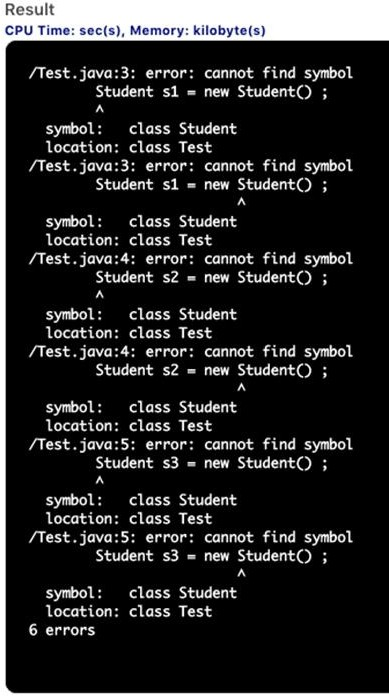 Result
CPU Time: sec(s), Memory: kilobyte(s)
/Test.java:3: error: cannot find symbol
Student s1 = new Student() ;
^
symbol:   class Student
location: class Test
/Test.java:3: error: cannot find symbol
Student s1 = new Student() ;
^
symbol:   class Student
location: class Test
/Test.java:4: error: cannot find symbol
Student s2 = new Student() ;
^
symbol:   class Student
location: class Test
/Test.java:4: error: cannot find symbol
Student s2 = new Student() ;
^
symbol:   class Student
location: class Test
/Test.java:5: error: cannot find symbol
Student s3 = new Student() ;
^
symbol:   class Student
location: class Test
/Test.java:5: error: cannot find symbol
Student s3 = new Student() ;
^
symbol:   class Student
location: class Test
6 errors